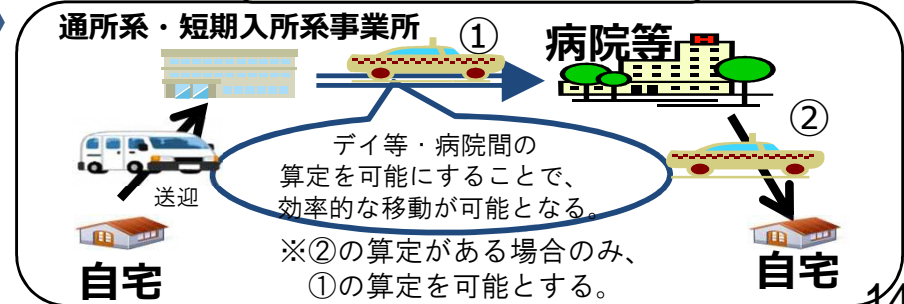 通所系・短期入所系事業所
①
病院等
②
デイ等・病院間の
算定を可能にすることで、
効率的な移動が可能となる。
送迎
※②の算定がある場合のみ、
①の算定を可能とする。
自宅
自宅
14